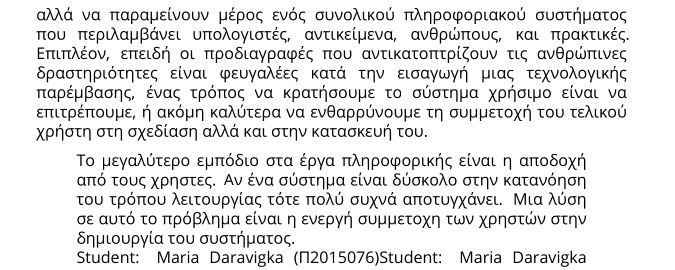 αλλά να παραμείνουν μέρος ενός συνολικού πληροφοριακού συστήματος
που περιλαμβάνει υπολογιστές, αντικείμενα, ανθρώπους, και πρακτικές.
Επιπλέον, επειδή οι προδιαγραφές που αντικατοπτρίζουν τις ανθρώπινες
δραστηριότητες είναι φευγαλέες κατά την εισαγωγή μιας τεχνολογικής
παρέμβασης, ένας τρόπος να κρατήσουμε το σύστημα χρήσιμο είναι να
επιτρέπουμε, ή ακόμη καλύτερα να ενθαρρύνουμε τη συμμετοχή του τελικού
χρήστη στη σχεδίαση αλλά και στην κατασκευή του.
Το μεγαλύτερο εμπόδιο στα έργα πληροφορικής είναι η αποδοχή
από τους χρηστες. Αν ένα σύστημα είναι δύσκολο στην κατανόηση
του τρόπου λειτουργίας τότε πολύ συχνά αποτυγχάνει. Μια λύση
σε αυτό το πρόβλημα είναι η ενεργή συμμετοχη των χρηστών στην
δημιουργία του συστήματος.
Student: Maria Daravigka (Π2015076)Student: Maria Daravigka